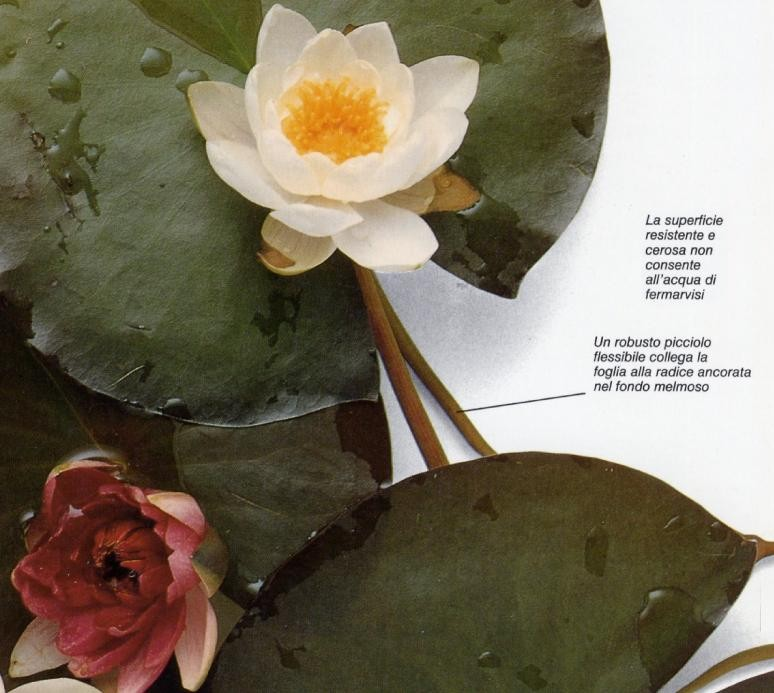 La superficie
resistente e
cerosa non
consente
all'acqua di
fermarvisi
Un robusto picciolo
flessibile collega la
foglia alla radice ancorata
nel fondo melmoso